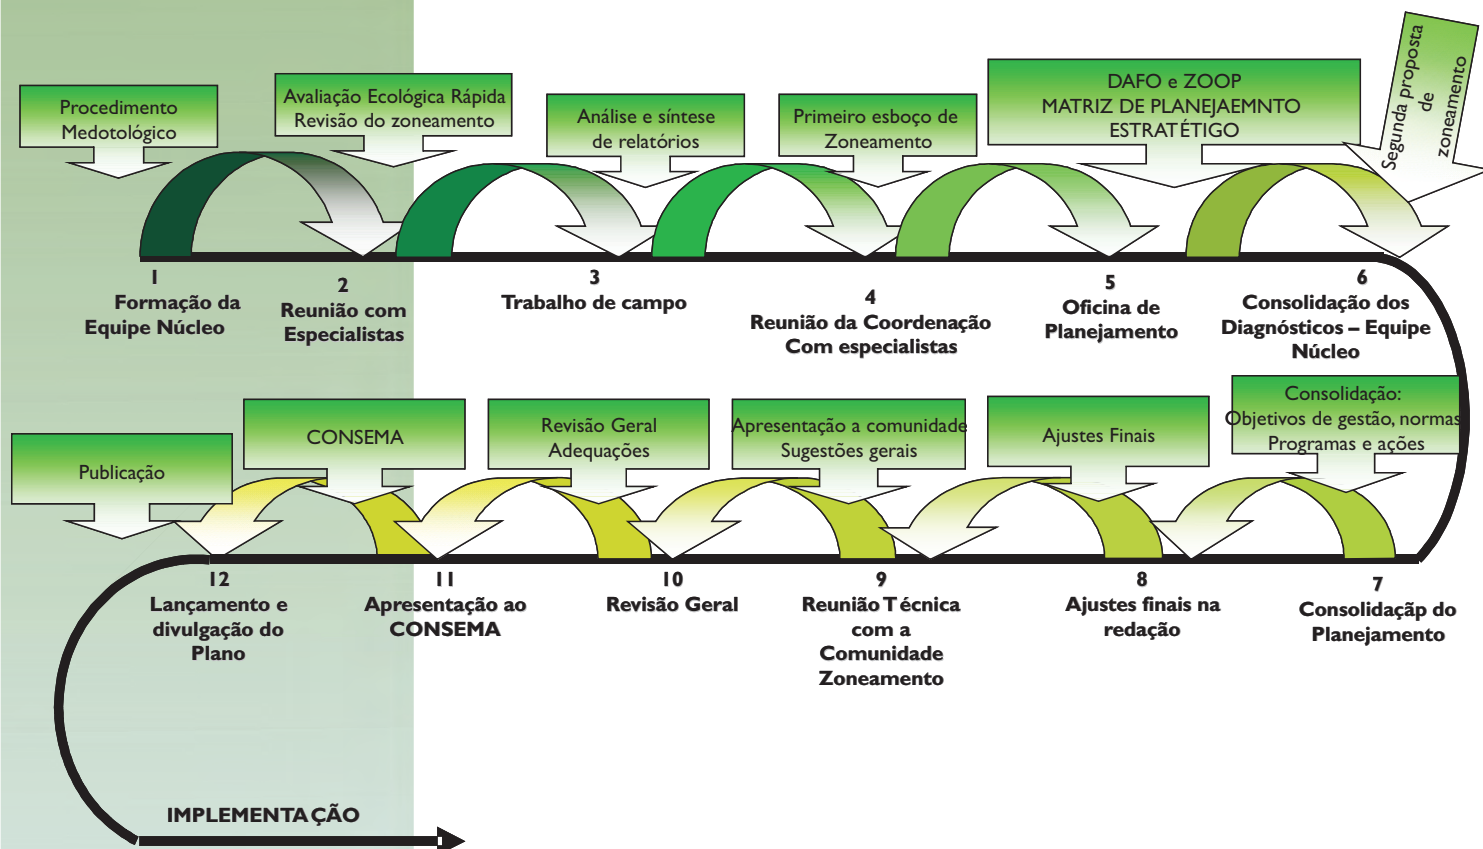 Procedimento
Medotológico
Avaliação Ecológica Rápida
Revisão do zoneamento
Análise e síntese
de relatórios
Primeiro esboço de
Zoneamento
DAFO e ZOOP
MATRIZ DE PLANEJAEMNTO
ESTRATÉTIGO
Segunda proposta
de
zoneamento
1
Formação da
Equipe Núcleo
2
Reunião com
Especialistas
3
Trabalho de campo
4
Reunião da Coordenação
Com especialistas
5
Oficina de
Planejamento
6
Consolidação dos
Diagnósticos – Equipe
Núcleo
Publicação
CONSEMA
Revisão Geral
Adequações
Apresentação a comunidade
Sugestões gerais
Ajustes Finais
Consolidação:
Objetivos de gestão, normas
Programas e ações
12
Lançamento e
divulgação do
Plano
11
Apresentação ao
CONSEMA
10
Revisão Geral
9
Reunião Técnica
com a
Comunidade
Zoneamento
8
Ajustes finais na
redação
7
Consolidaçãp do
Planejamento
IMPLEMENTAÇÃO